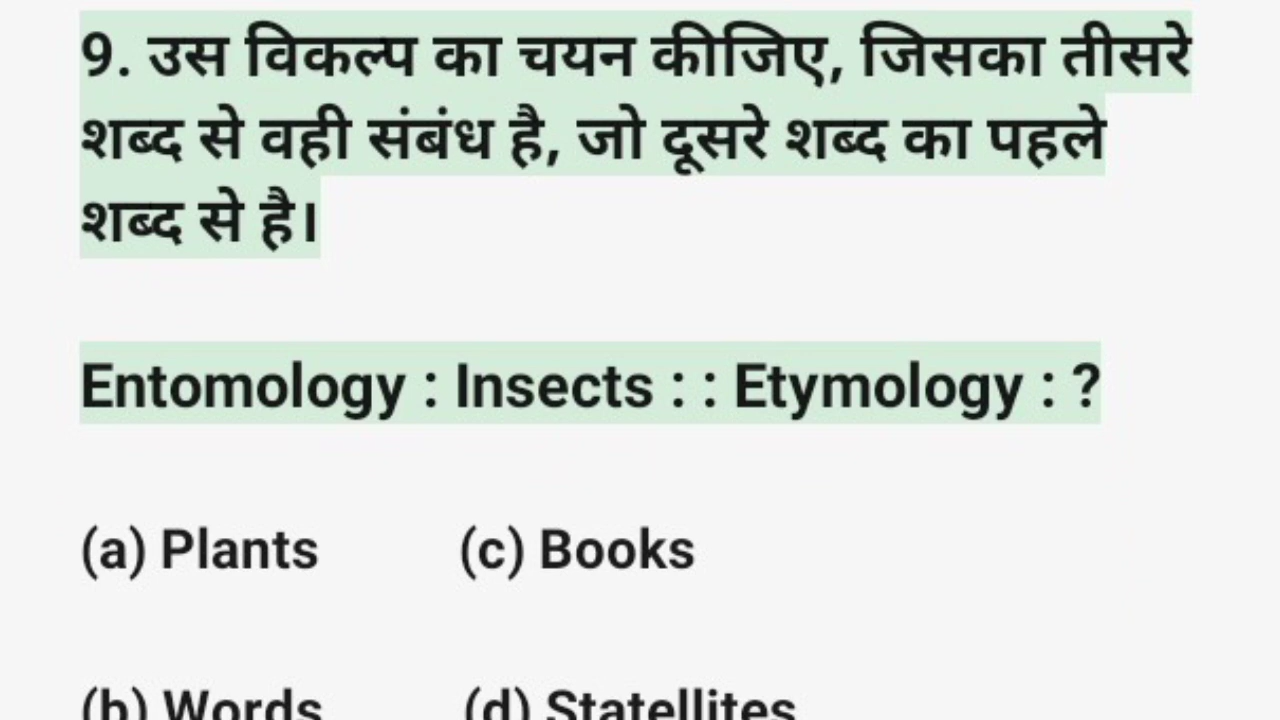 9. उस विकल्प का चयन कीजिए, जिसका तीसरे
शब्द से वही संबंध है, जो दूसरे शब्द का पहले
शब्द से है।
Entomology : Insects : : Etymology : ?
(a) Plants (c) Books
(b) Words (d) Statellites